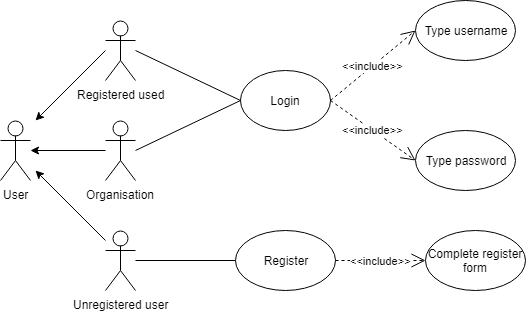 Type username
<<include>>
Registered used
Login
<<include>>
Type password
User
Organisation
Register
<<include>>
Complete register
form
Unregistered user